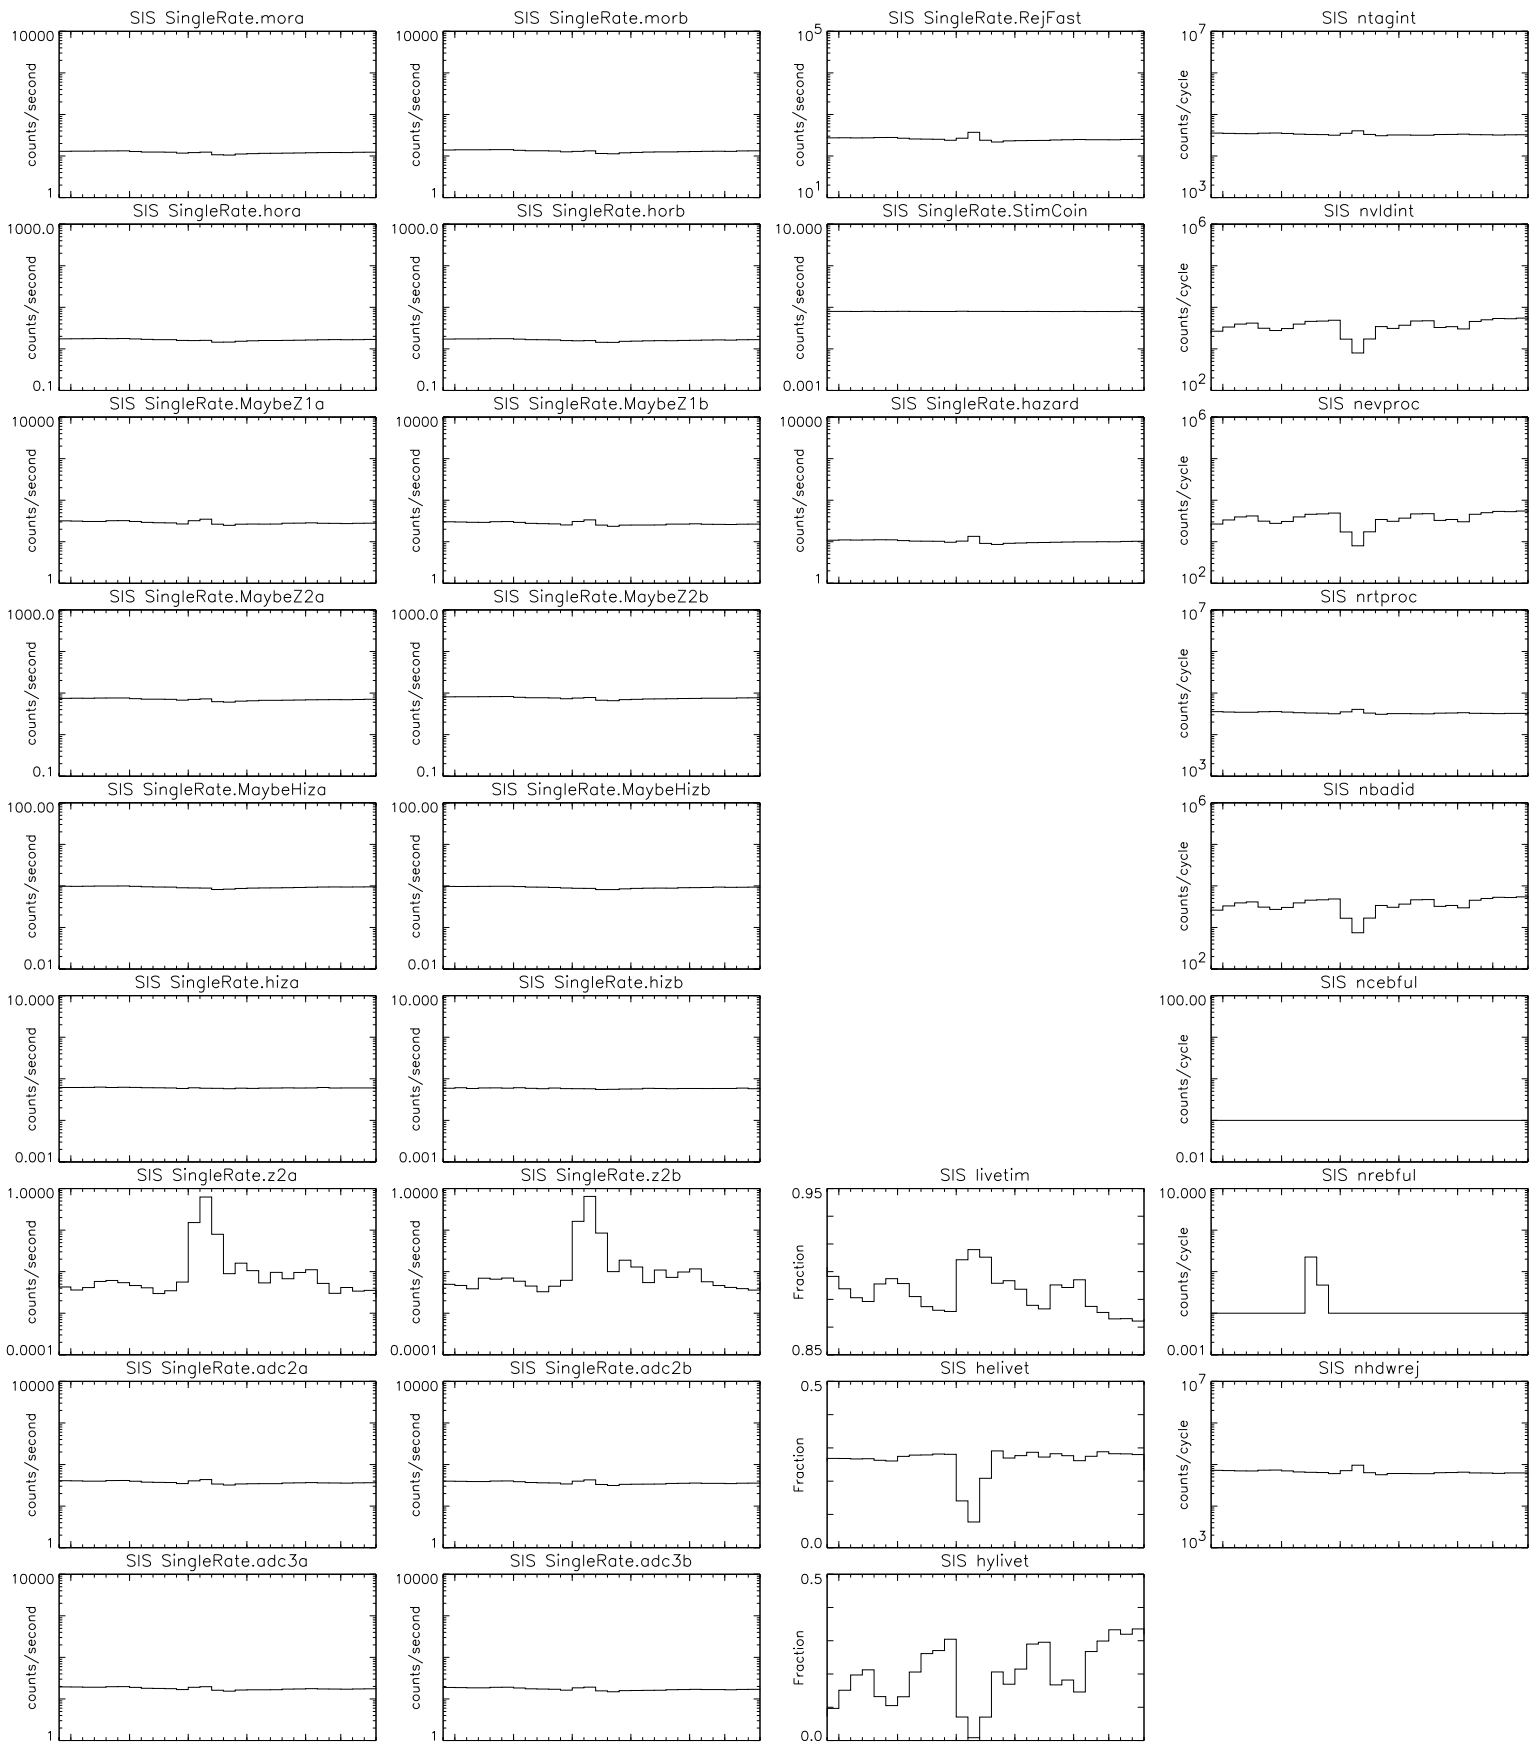 SIS SingleRate.mora
10000
counts/second
1
SIS SingleRate.morb
10000
counts/second
1
SIS SingleRate.RejFast
10^5
counts/second
10^1
SIS ntagint
10^7
counts/cycle
10^3
SIS SingleRate.hora
1000.0
counts/second
0.1
SIS SingleRate.horb
1000.0
counts/second
0.1
SIS SingleRate.StimCoin
10.000
counts/second
0.001
SIS nvldint
10^6
counts/cycle
10^2
SIS SingleRate.MaybeZ1a
10000
counts/second
1
SIS SingleRate.MaybeZ1b
10000
counts/second
1
SIS SingleRate.hazard
10000
counts/second
1
SIS nevproc
10^6
counts/cycle
10^2
SIS SingleRate.MaybeZ2a
1000.0
counts/second
0.1
SIS SingleRate.MaybeZ2b
1000.0
counts/second
0.1
SIS nrtproc
10^7
counts/cycle
10^3
SIS SingleRate.MaybeHiza
100.00
counts/second
0.01
SIS SingleRate.MaybeHizb
100.00
counts/second
0.01
SIS nbadid
10^6
counts/cycle
10^2
SIS SingleRate.hiza
10.000
counts/second
0.001
SIS SingleRate.hizb
10.000
counts/second
0.001
SIS ncebful
100.00
counts/cycle
0.01
SIS SingleRate.z2a
1.0000
counts/second
0.0001
SIS SingleRate.z2b
1.0000
counts/second
0.0001
SIS livetim
0.95
Fraction
0.85
SIS nrebful
10.000
counts/cycle
0.001
SIS SingleRate.adc2a
10000
counts/second
1
SIS SingleRate.adc2b
10000
counts/second
1
SIS helivet
0.5
Fraction
0.0
SIS nhdwrej
10^7
counts/cycle
10^3
SIS SingleRate.adc3a
10000
counts/second
1
SIS SingleRate.adc3b
10000
counts/second
1
SIS hylivet
0.5
Fraction
0.0